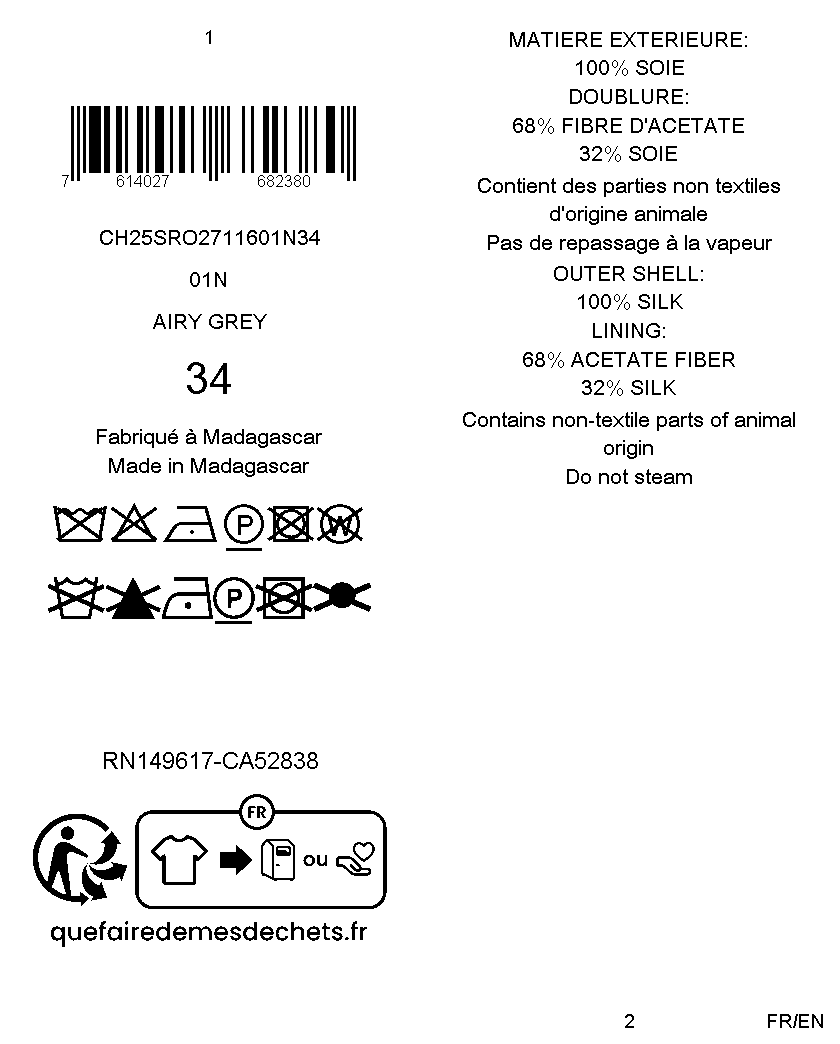 1
7 614027 682380
CH25SRO2711601N34
01N
AIRY GREY
34
Fabriqué à Madagascar
Made in Madagascar
P
W
P
RN149617-CA52838
FR
ou
quefairedemesdechets.fr
MATIERE EXTERIEURE:
100% SOIE
DOUBLURE:
68% FIBRE D'ACETATE
32% SOIE
Contient des parties non textiles
d'origine animale
Pas de repassage à la vapeur
OUTER SHELL:
100% SILK
LINING:
68% ACETATE FIBER
32% SILK
Contains non-textile parts of animal
origin
Do not steam
2
FR/EN